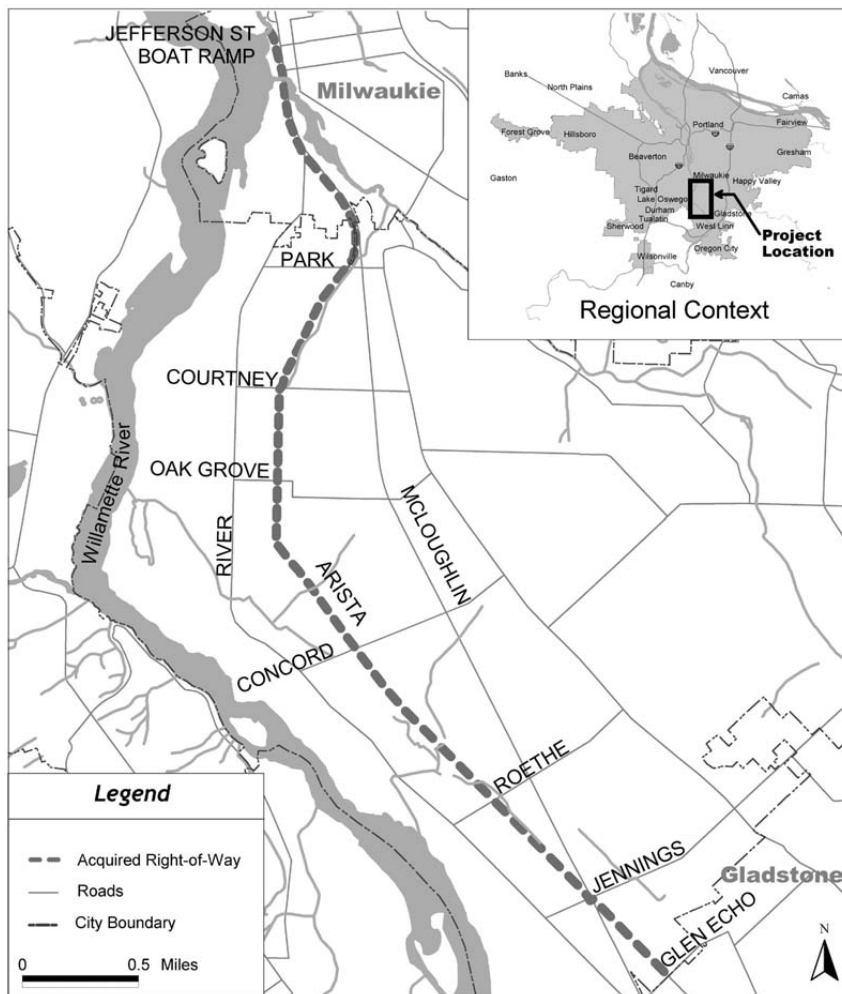 JEFFERSON ST
BOAT RAMP
Milwaukie
PARK
COURTNEY
OAK GROVE
Willamette River
RIVER
MCLOUGHLIN
ARISTA
CONCORD
ROETHE
JENNINGS
Gladstone
GLEN ECHO
N
Banks
North Plains
Vancouver
Camas
Forest Grove
Hillsboro
Portland
Fairview
Gresham
Beaverton
Gaston
Milwaukie
Happy Valley
Tigard
Lake Oswego
Durham
Tualatin
Gladstone
West Linn
Sherwood
Oregon City
Wilsonville
Canby
Project
Location
Regional Context
Legend
Acquired Right-of-Way
Roads
City Boundary
0 0.5 Miles